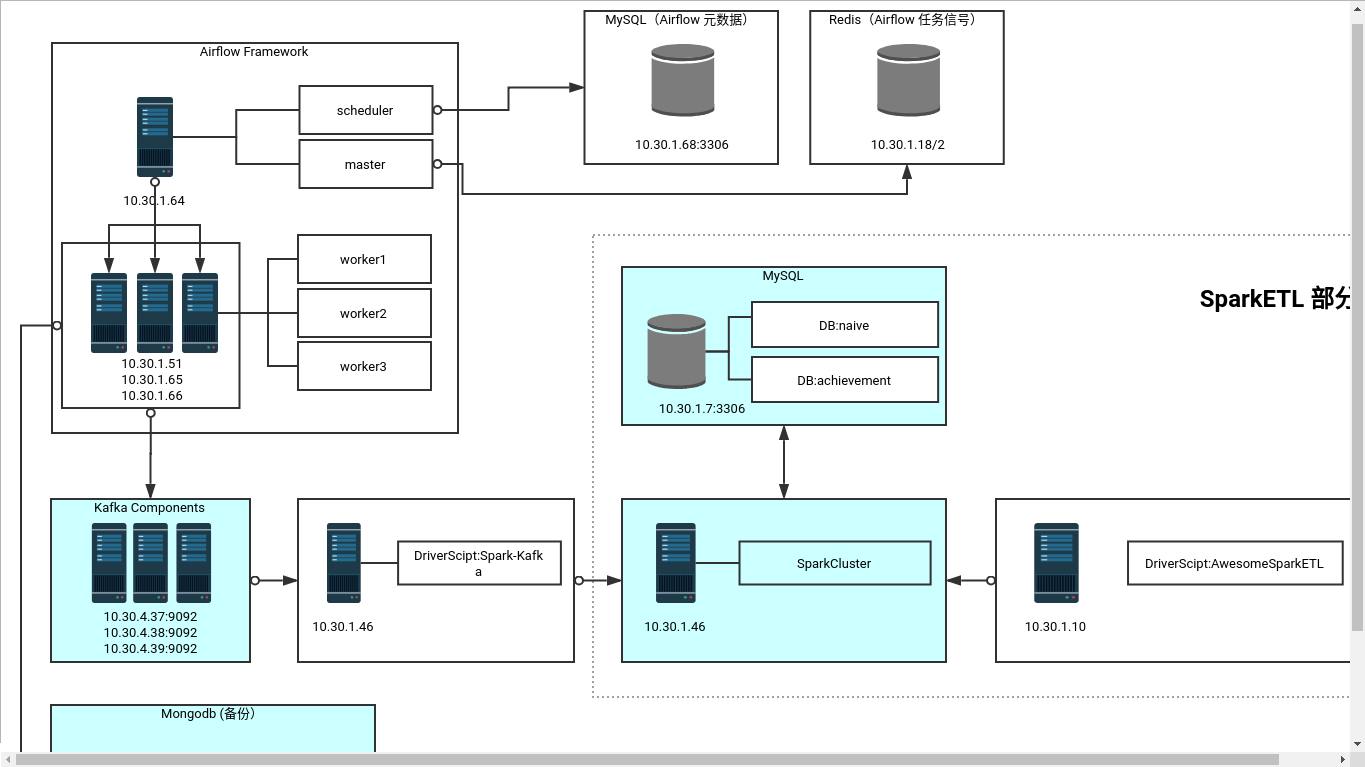 MySQL（Airflow 元数据）
Redis（Airflow 任务信号）
Airflow Framework
scheduler
master
10.30.1.64
10.30.1.68:3306
10.30.1.18/2
worker1
worker2
worker3
10.30.1.51
10.30.1.65
10.30.1.66
MySQL
SparkETL 部分
DB:naive
DB:achievement
10.30.1.7:3306
Kafka Components
10.30.4.37:9092
10.30.4.38:9092
10.30.4.39:9092
DriverScipt:Spark-Kafk
a
10.30.1.46
SparkCluster
10.30.1.46
DriverScipt:AwesomeSparkETL
10.30.1.10
Mongodb (备份）